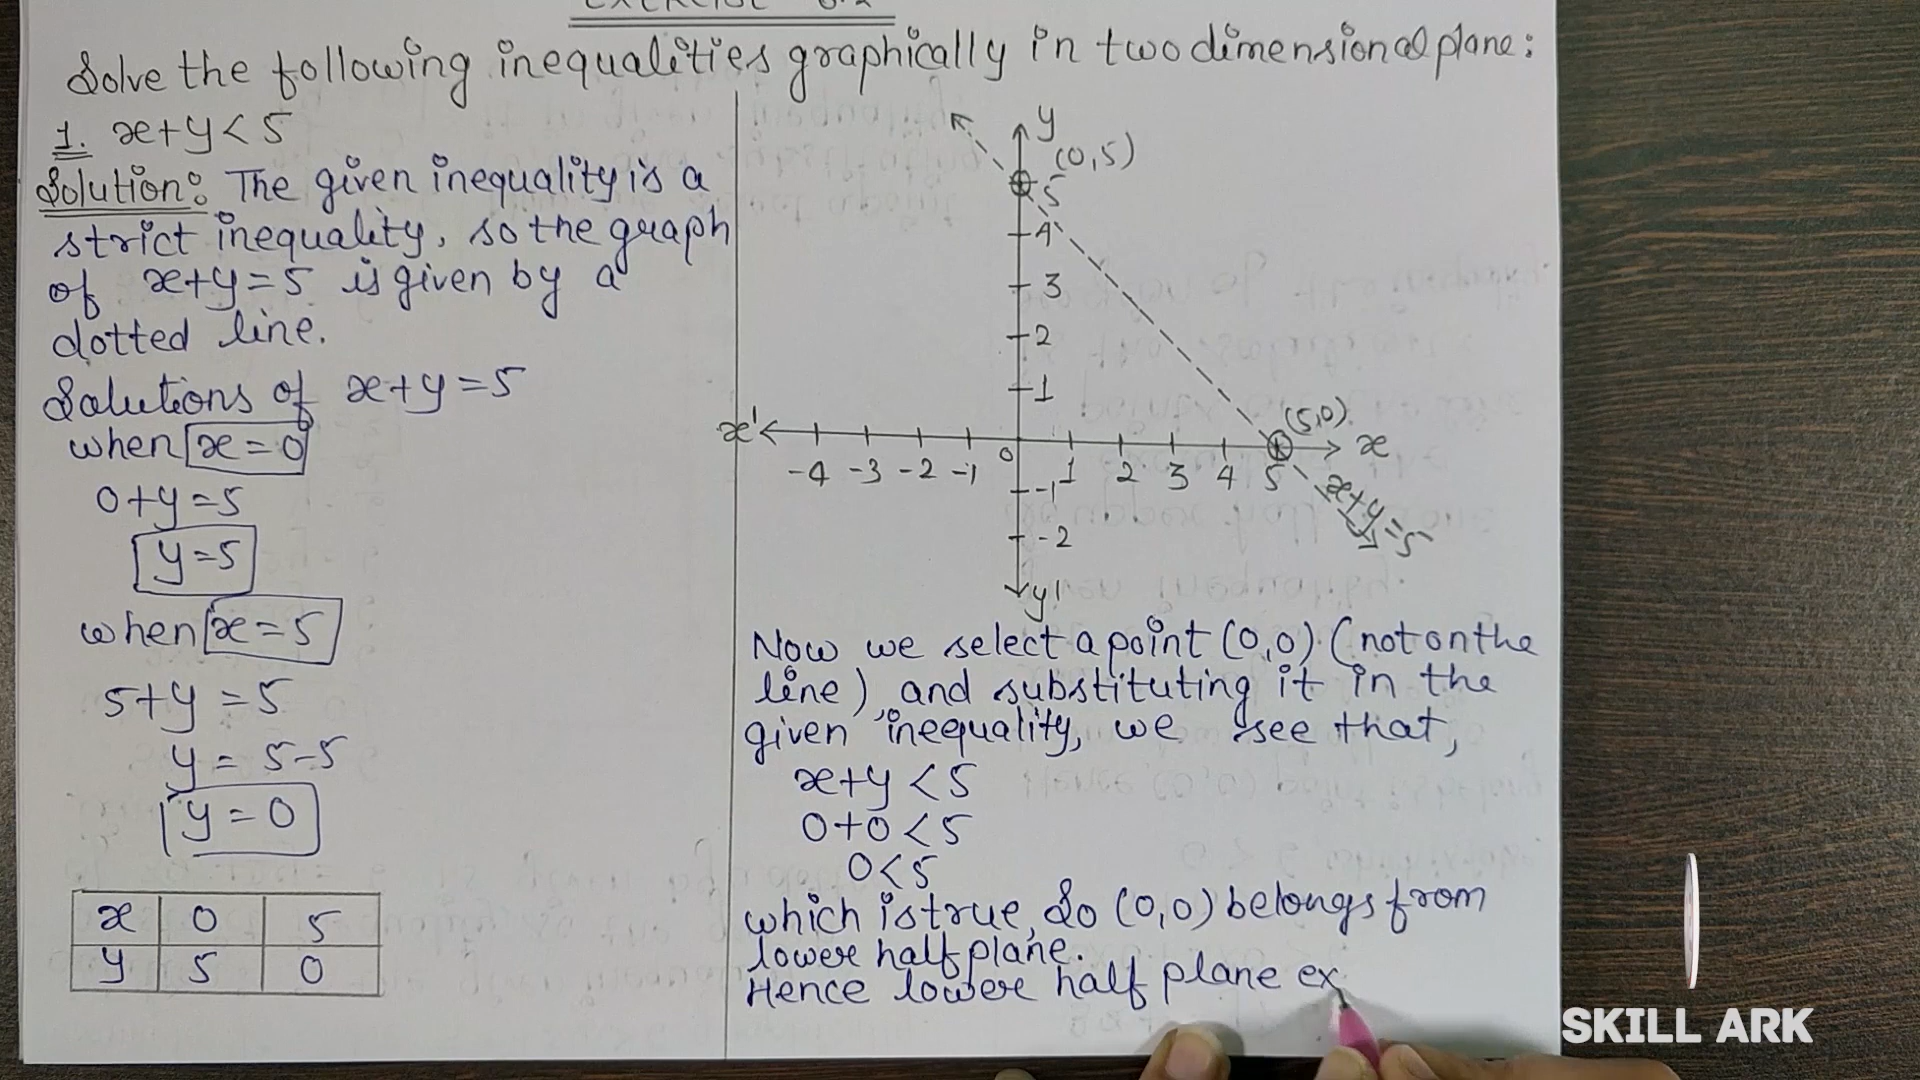 Solve the following inequalities graphically in two dimensional plane:
1. x+y<5
Solution: The given inequality is a
strict inequality, so the graph
of x+y=5 is given by a
dotted line.
Solutions of x+y=5
when x=0
0+y=5
y=5
when x=5
5+y=5
y=5-5
y=0
x 0 5
y 5 0
y
(0,5)
5
4
3
2
1
(5,0)
x' x
-4 -3 -2 -1 0 1 2 3 4 5
-1
x+y=5
-2
y'
Now we select a point (0,0) (not on the
line), and substituting it in the
given inequality, we see that,
x+y<5
0+0<5
0<5
which is true, So (0,0) belongs from
lower half plane.
Hence lower half plane ex
SKILL ARK